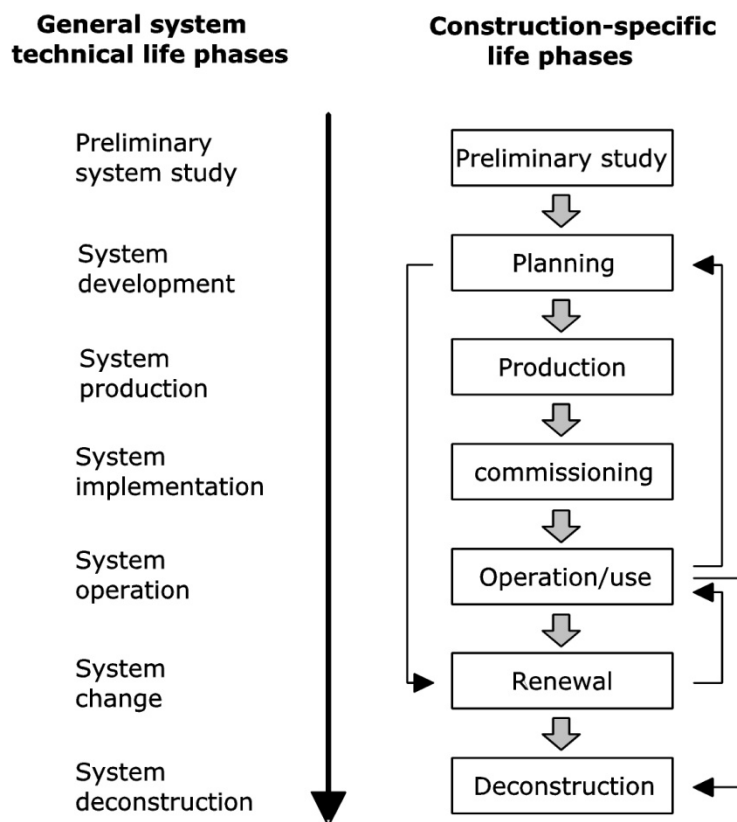 General system
technical life phases
Construction-specific
life phases
Preliminary
system study
Preliminary study
System
development
Planning
System
production
Production
System
implementation
commissioning
System
operation
Operation/use
System
change
Renewal
System
deconstruction
Deconstruction